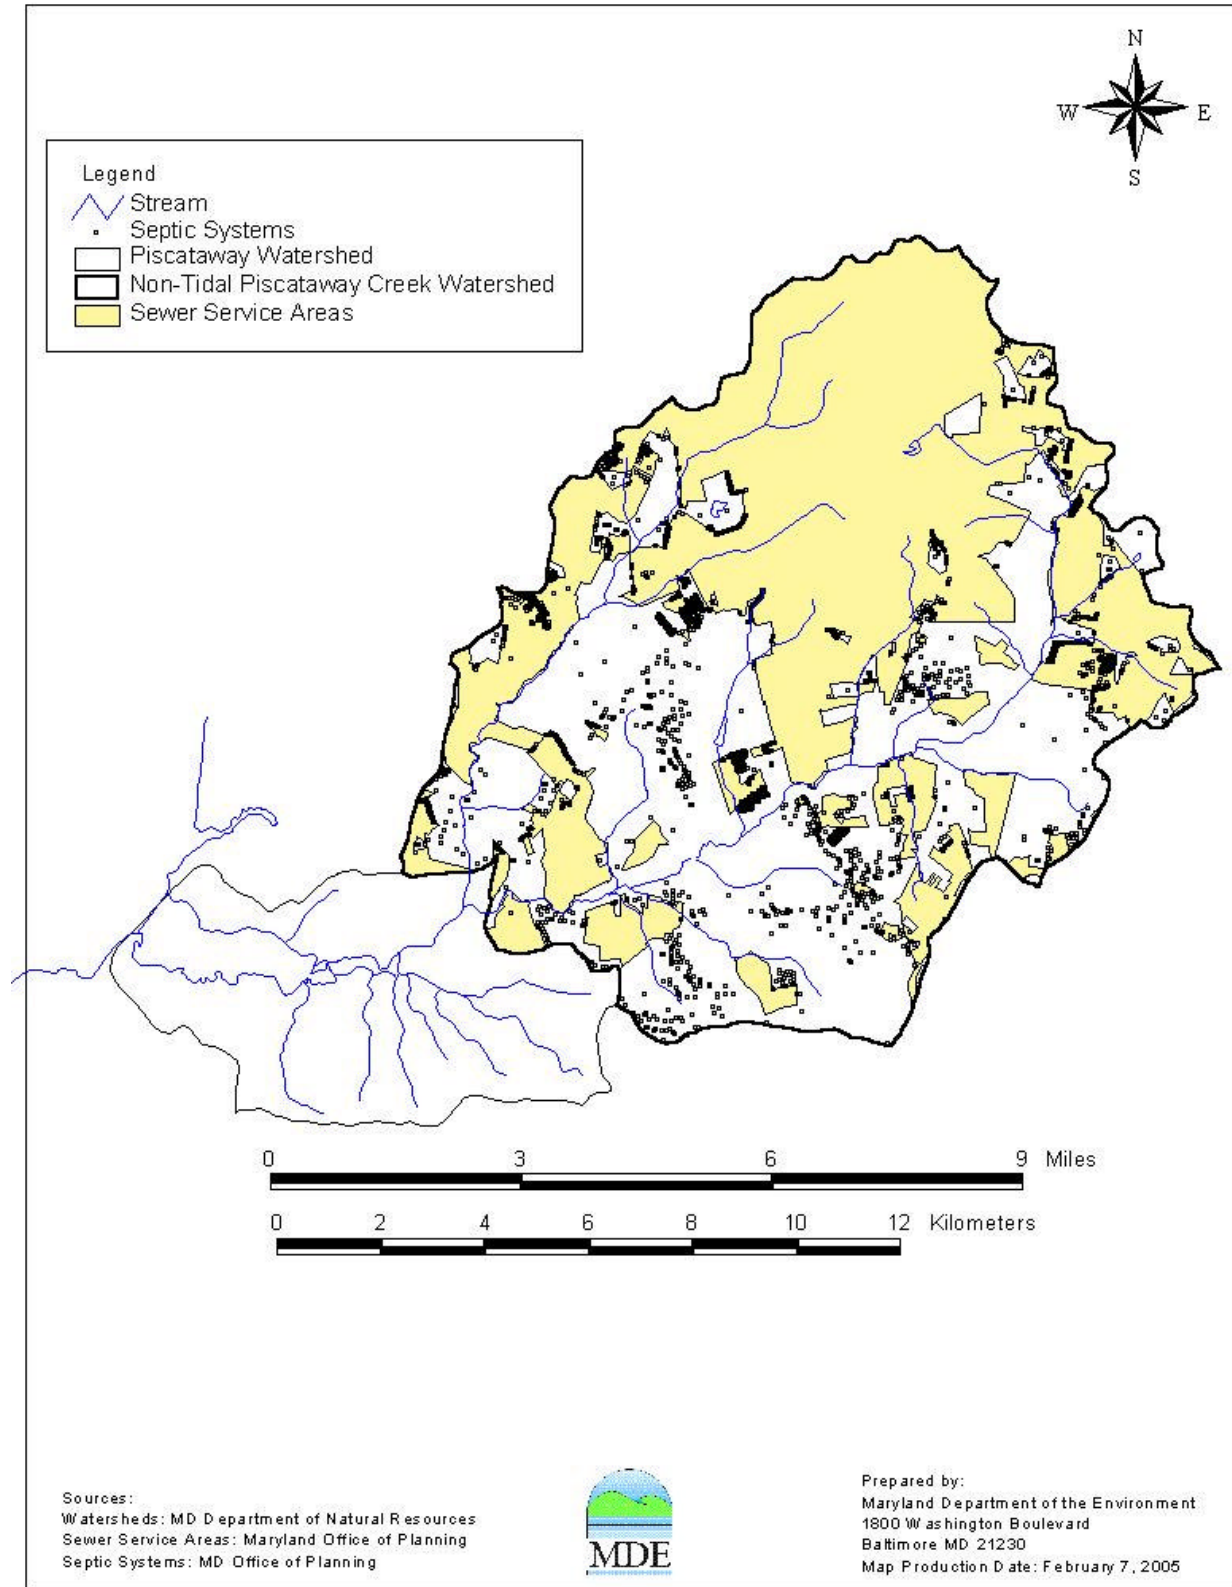 N
W E
S
Legend
Stream
Septic Systems
Piscataway Watershed
Non-Tidal Piscataway Creek Watershed
Sewer Service Areas
0 3 6 9 Miles
0 2 4 6 8 10 12 Kilometers
Sources:
Watersheds: MD Department of Natural Resources
Sewer Service Areas: Maryland Office of Planning
Septic Systems: MD Office of Planning
MDE
Prepared by:
Maryland Department of the Environment
1800 Washington Boulevard
Baltimore MD 21230
Map Production Date: February 7, 2005